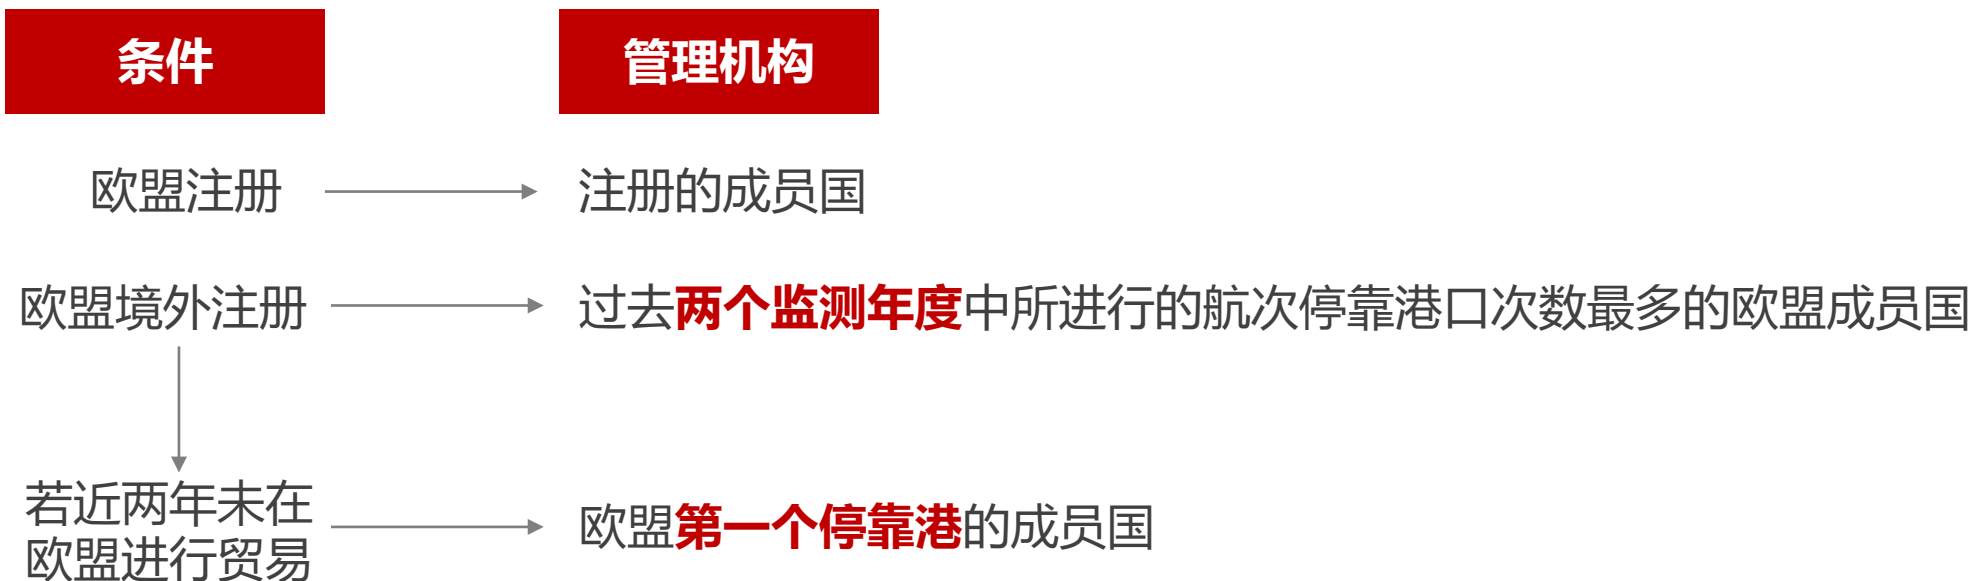 条件
管理机构
欧盟注册
注册的成员国
欧盟境外注册
过去两个监测年度中所进行的航次停靠港口次数最多的欧盟成员国
若近两年未在
欧盟进行贸易
欧盟第一个停靠港的成员国